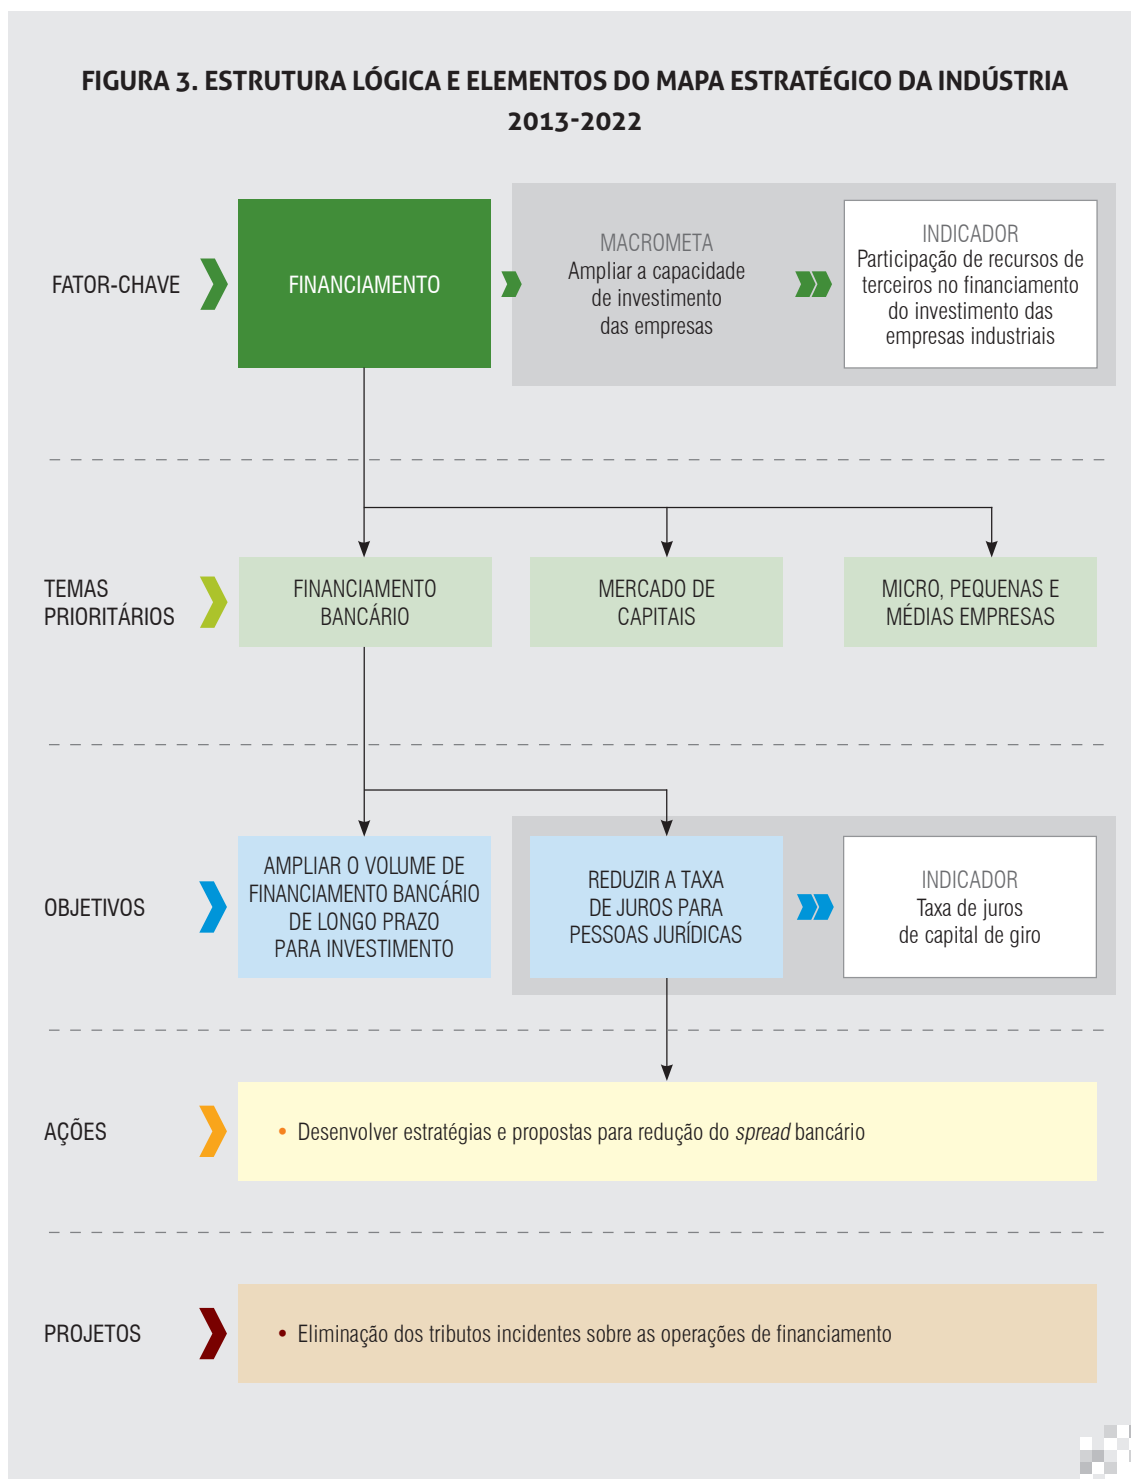 FIGURA 3. ESTRUTURA LÓGICA E ELEMENTOS DO MAPA ESTRATÉGICO DA INDÚSTRIA
2013-2022
FATOR-CHAVE
FINANCIAMENTO
MACROMETA
Ampliar a capacidade
de investimento
das empresas
INDICADOR
Participação de recursos de
terceiros no financiamento
do investimento das
empresas industriais
TEMAS
PRIORITÁRIOS
FINANCIAMENTO
BANCÁRIO
MERCADO DE
CAPITAIS
MICRO, PEQUENAS E
MÉDIAS EMPRESAS
OBJETIVOS
AMPLIAR O VOLUME DE
FINANCIAMENTO BANCÁRIO
DE LONGO PRAZO
PARA INVESTIMENTO
REDUZIR A TAXA
DE JUROS PARA
PESSOAS JURÍDICAS
INDICADOR
Taxa de juros
de capital de giro
AÇÕES
• Desenvolver estratégias e propostas para redução do spread bancário
PROJETOS
• Eliminação dos tributos incidentes sobre as operações de financiamento